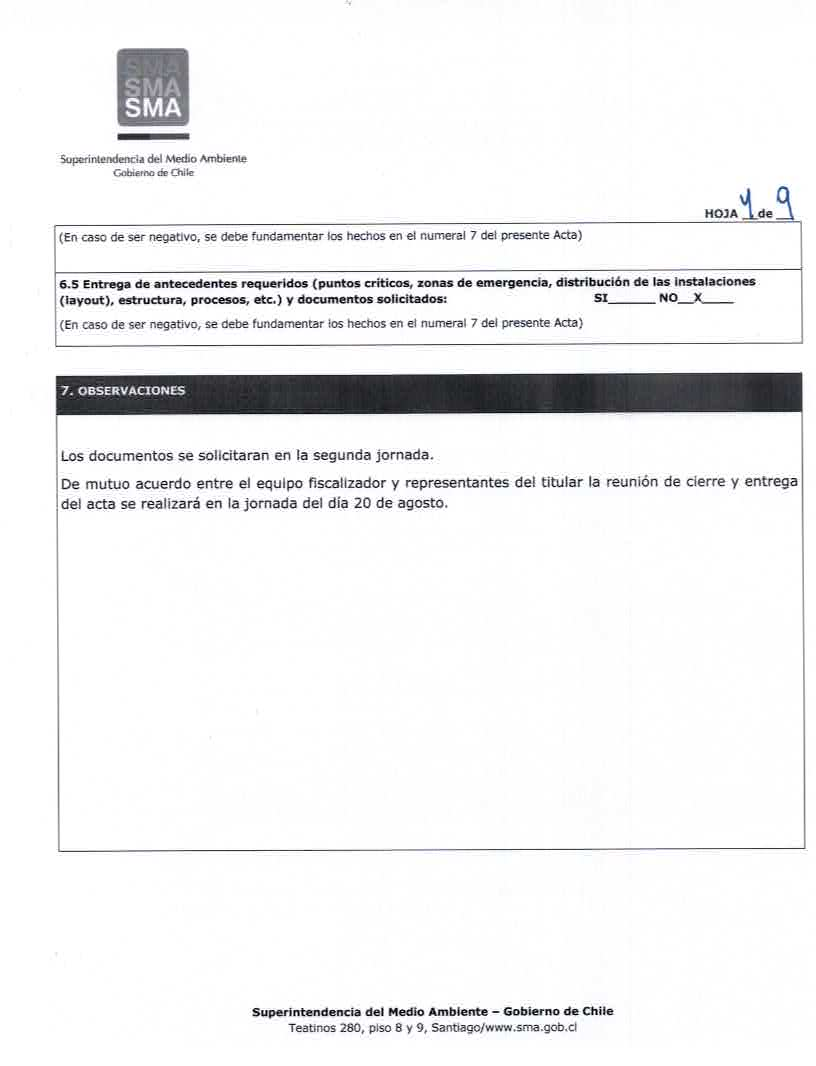 SMA
SMA
SMA
Superintendencia del Medio Ambiente
Gobierno de Chile
HOJA 4 de 9
(En caso de ser negativo, se debe fundamentar los hechos en el numeral 7 del presente Acta)
6.5 Entrega de antecedentes requeridos (puntos críticos, zonas de emergencia, distribución de las instalaciones
(layout), estructura, procesos, etc.) y documentos solicitados: SI______ NO__X____
(En caso de ser negativo, se debe fundamentar los hechos en el numeral 7 del presente Acta)
7. OBSERVACIONES
Los documentos se solicitaran en la segunda jornada.
De mutuo acuerdo entre el equipo fiscalizador y representantes del titular la reunión de cierre y entrega
del acta se realizará en la jornada del día 20 de agosto.
Superintendencia del Medio Ambiente – Gobierno de Chile
Teatinos 280, piso 8 y 9, Santiago/www.sma.gob.cl